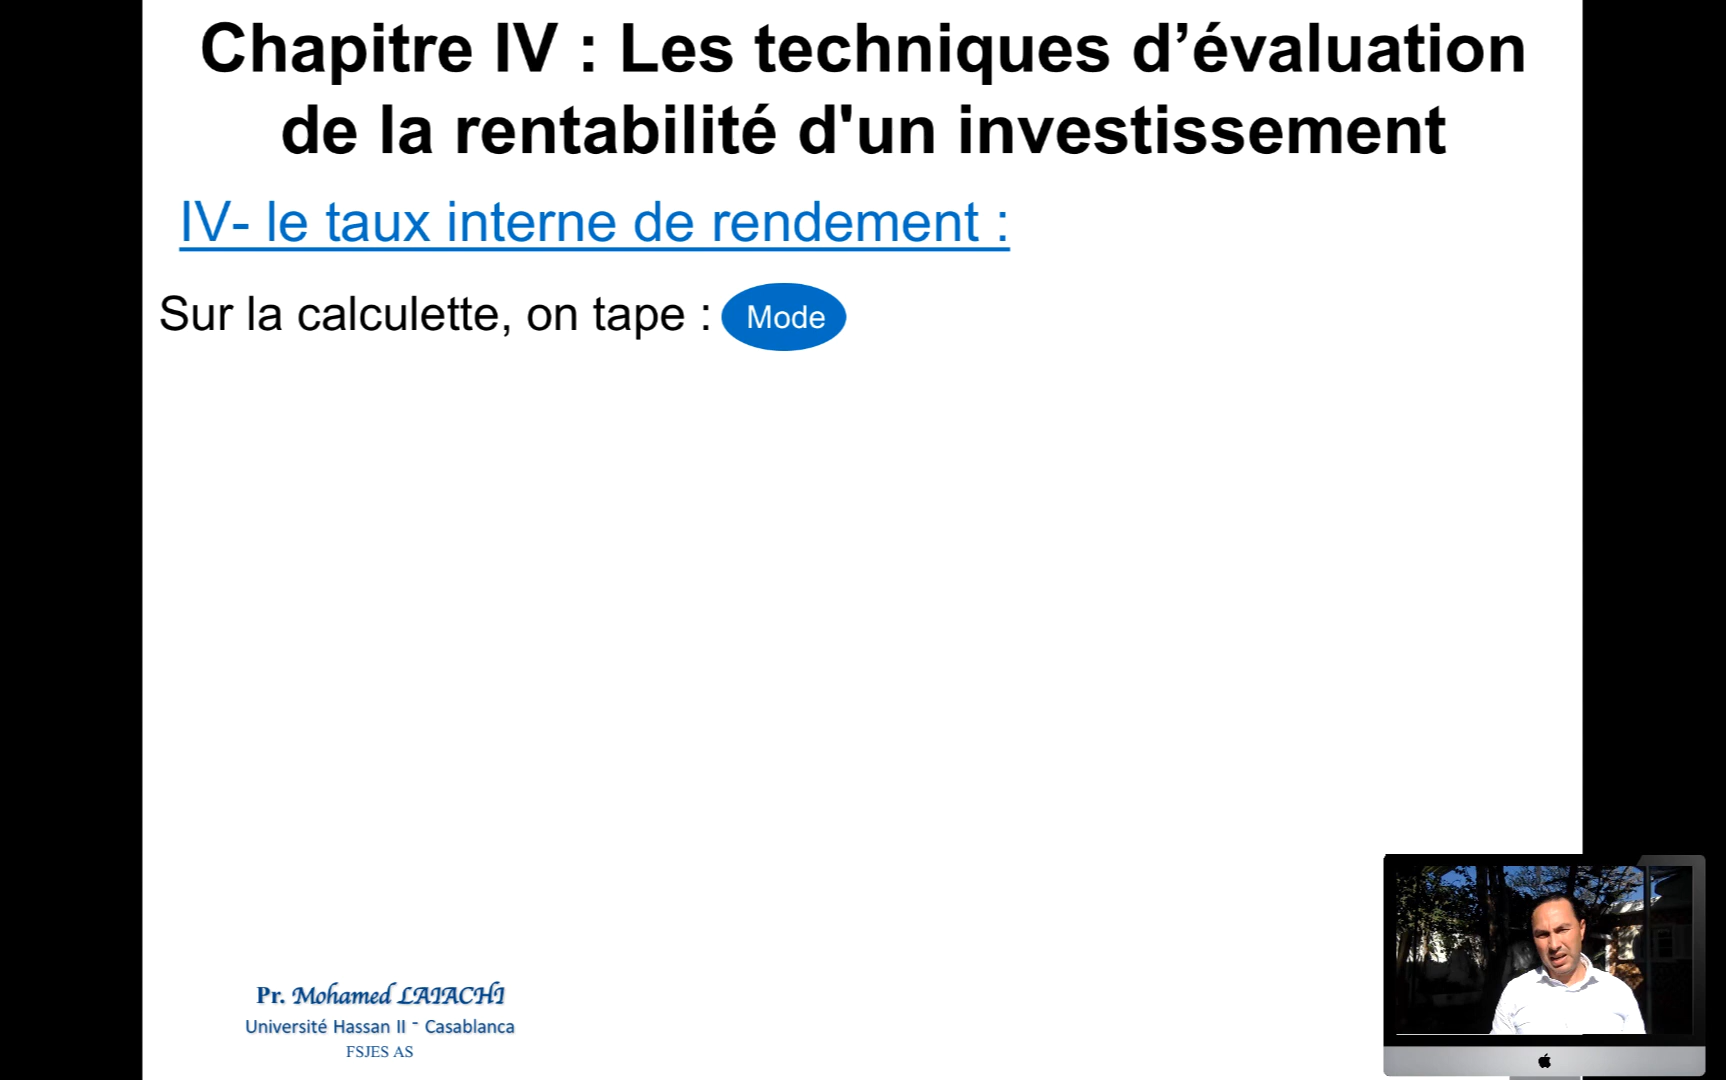 Chapitre IV : Les techniques d’évaluation
de la rentabilité d'un investissement
IV- le taux interne de rendement :
Sur la calculette, on tape : Mode
Pr. Mohamed LAIACHI
Université Hassan II - Casablanca
FSJES AS